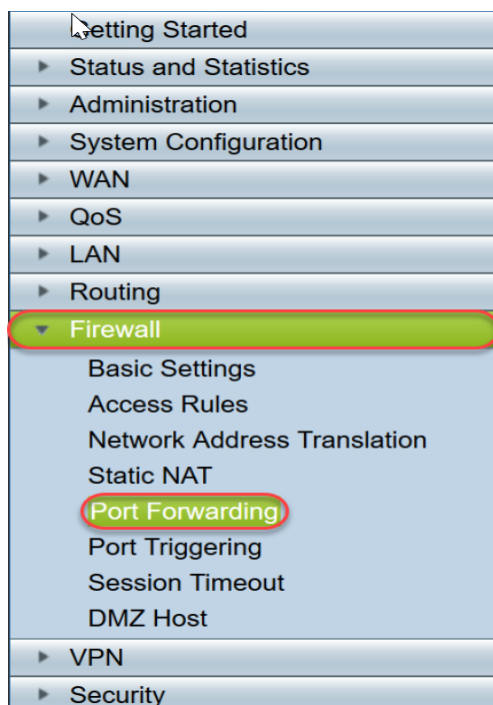 Getting Started
Status and Statistics
Administration
System Configuration
WAN
QoS
LAN
Routing
Firewall
Basic Settings
Access Rules
Network Address Translation
Static NAT
Port Forwarding
Port Triggering
Session Timeout
DMZ Host
VPN
Security